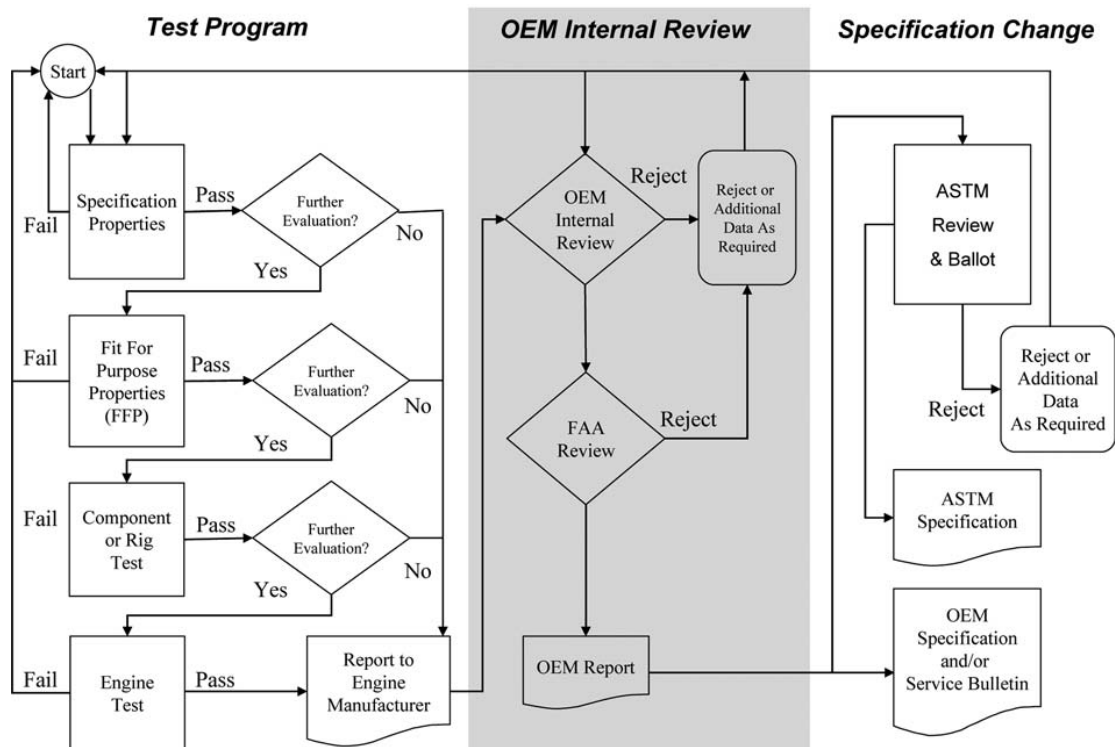 Test Program
OEM Internal Review
Specification Change
Start
Specification
Properties
Fail
Pass
Further
Evaluation?
No
Yes
Fit For
Purpose
Properties
(FFP)
Fail
Pass
Further
Evaluation?
No
Yes
Component
or Rig
Test
Fail
Pass
Further
Evaluation?
No
Yes
Engine
Test
Fail
Pass
Report to
Engine
Manufacturer
OEM
Internal
Review
Reject
Reject or
Additional
Data As
Required
FAA
Review
Reject
OEM Report
ASTM
Review
& Ballot
Reject
Reject or
Additional
Data
As Required
ASTM
Specification
OEM
Specification
and/or
Service Bulletin